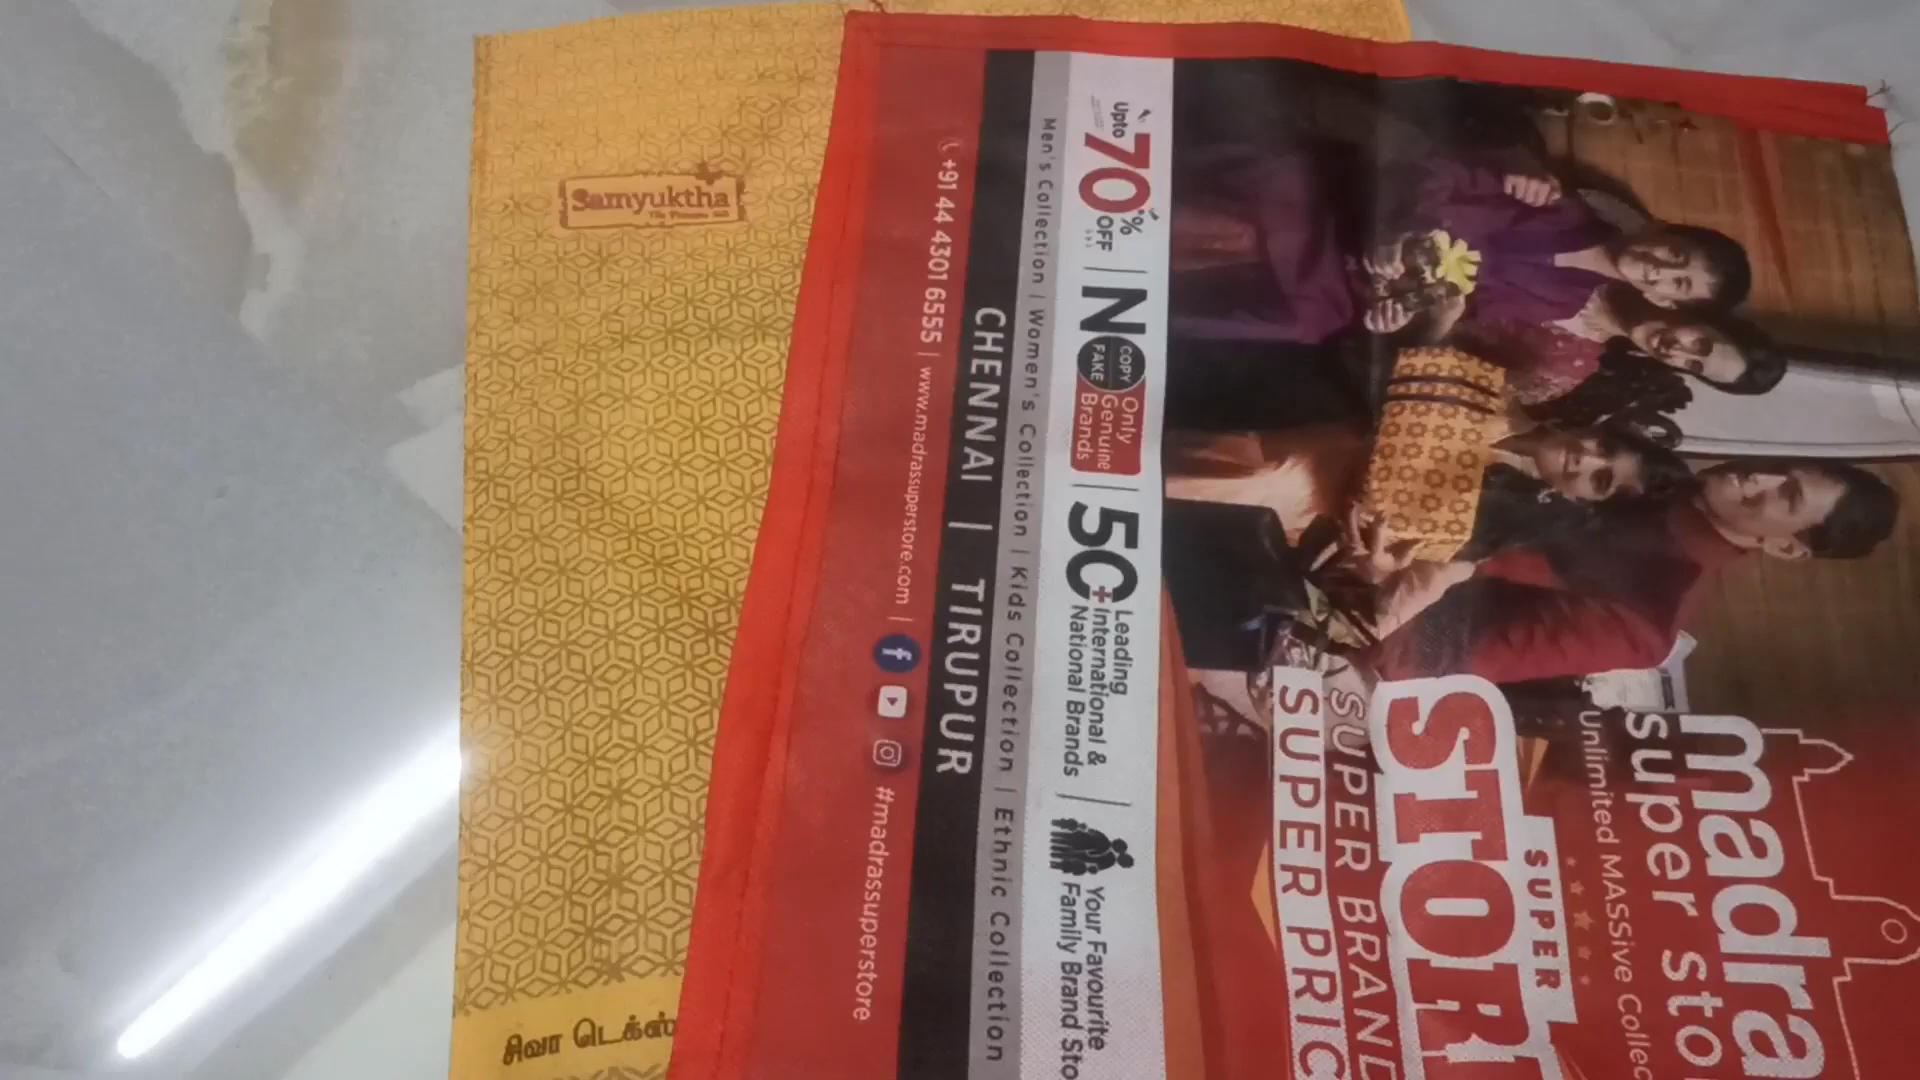 Samyuktha
சிவா டெக்ஸ்
madra
super sto
Unlimited MASSive Collec
SUPER
STOR
SUPER BRAND
SUPER PRIC
Upto 70% OFF
NO COPY FAKE
Only Genuine Brands
50+ Leading International & National Brands
Your Favourite
Family Brand Sto
Men's Collection | Women's Collection | Kids Collection | Ethnic Collection
CHENNAI | TIRUPUR
+91 44 4301 6555 | www.madrassuperstore.com | #madrassuperstore